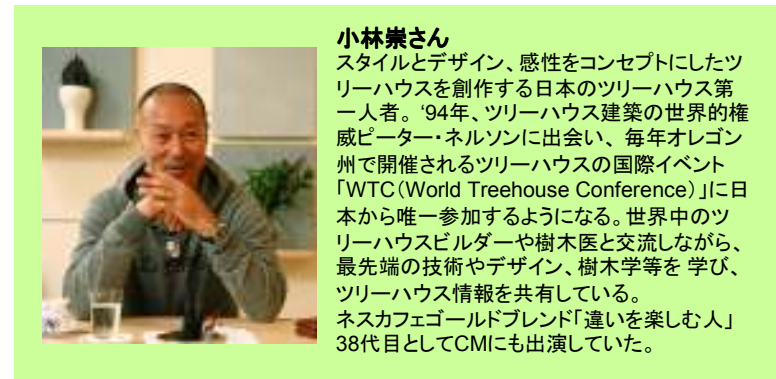 小林崇さん
スタイルとデザイン、感性をコンセプトにしたツ
リーハウスを創作する日本のツリーハウス第
一人者。‘94年、ツリーハウス建築の世界的権
威ピーター・ネルソンに出会い、毎年オレゴン
州で開催されるツリーハウスの国際イベント
「WTC(World Treehouse Conference)」に日
本から唯一参加するようになる。世界中のツ
リーハウスビルダーや樹木医と交流しながら、
最先端の技術やデザイン、樹木学等を 学び、
ツリーハウス情報を共有している。
ネスカフェゴールドブレンド「違いを楽しむ人」
38代目としてCMにも出演していた。